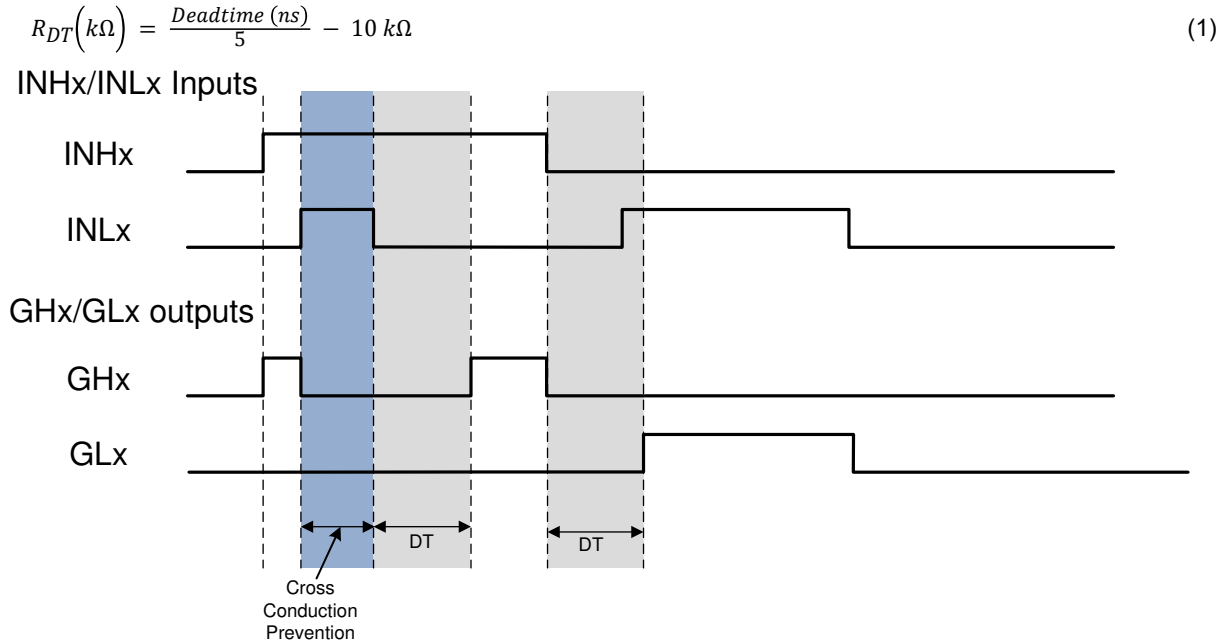 R_DT(kΩ) = Deadtime (ns)/5 − 10 kΩ (1)
INHx/INLx Inputs
INHx
INLx
GHx/GLx outputs
GHx
GLx
DT
DT
Cross
Conduction
Prevention